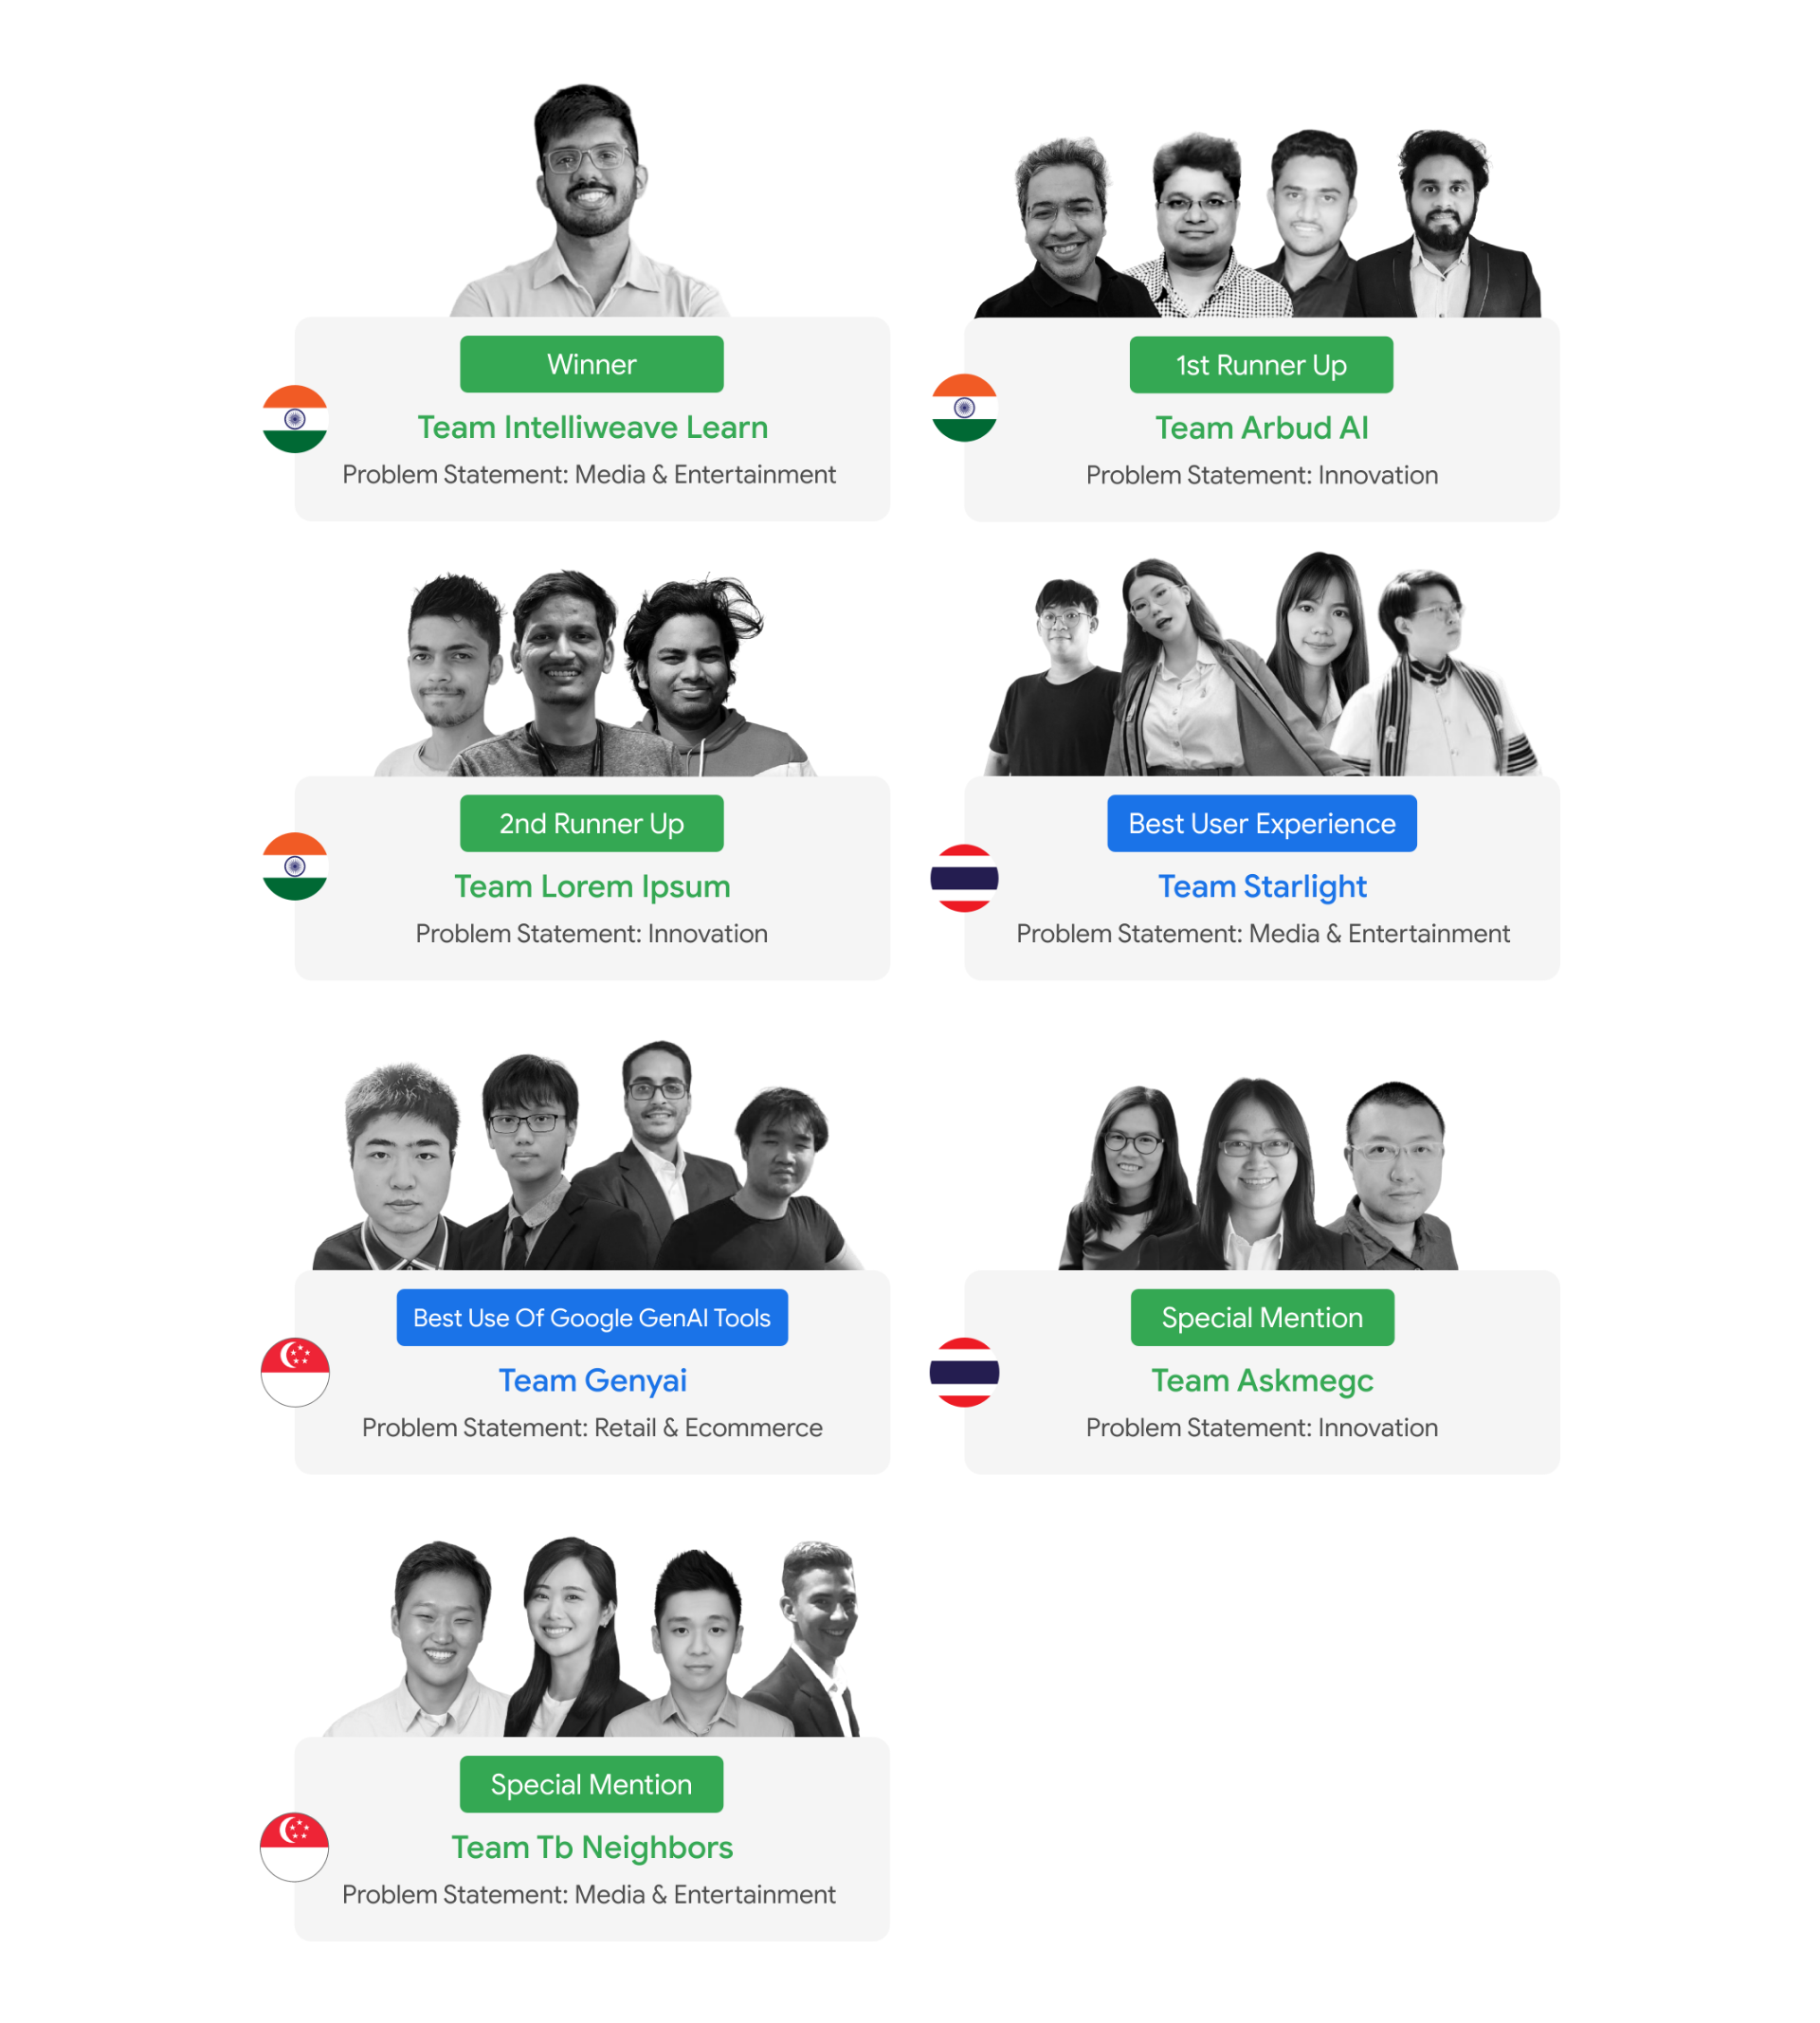 Winner
Team Intelliweave Learn
Problem Statement: Media & Entertainment
1st Runner Up
Team Arbud AI
Problem Statement: Innovation
2nd Runner Up
Team Lorem Ipsum
Problem Statement: Innovation
Best User Experience
Team Starlight
Problem Statement: Media & Entertainment
Best Use Of Google GenAI Tools
Team Genyai
Problem Statement: Retail & Ecommerce
Special Mention
Team Askmegc
Problem Statement: Innovation
Special Mention
Team Tb Neighbors
Problem Statement: Media & Entertainment